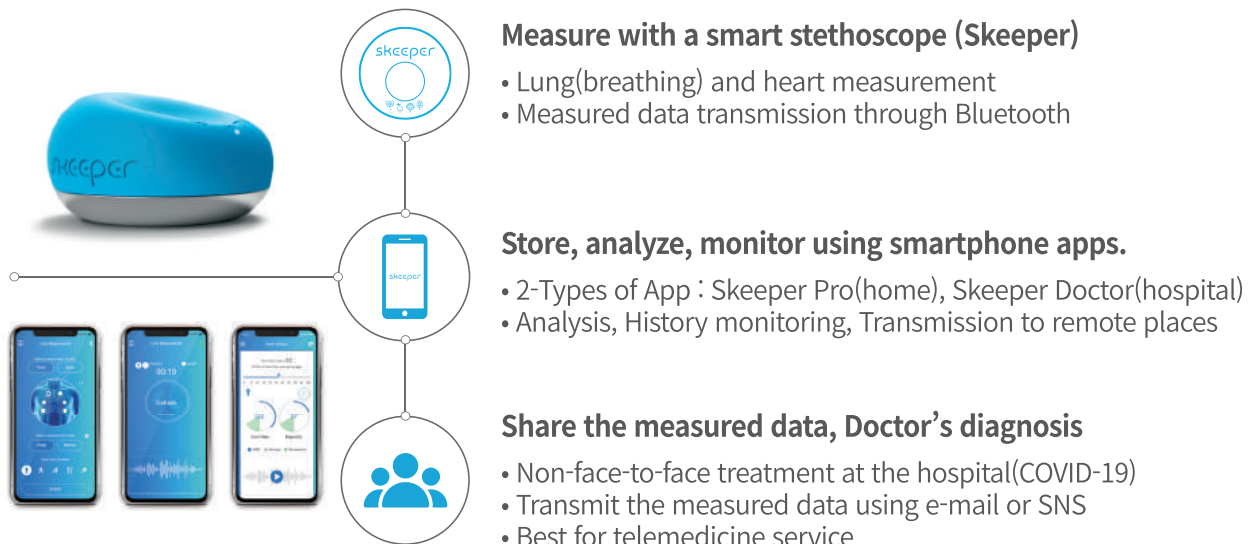 skeeper
Measure with a smart stethoscope (Skeeper)
• Lung(breathing) and heart measurement
• Measured data transmission through Bluetooth
skeeper
Store, analyze, monitor using smartphone apps.
skeeper
• 2-Types of App : Skeeper Pro(home), Skeeper Doctor(hospital)
• Analysis, History monitoring, Transmission to remote places
00:19
Share the measured data, Doctor’s diagnosis
• Non-face-to-face treatment at the hospital(COVID-19)
• Transmit the measured data using e-mail or SNS
• Best for telemedicine service